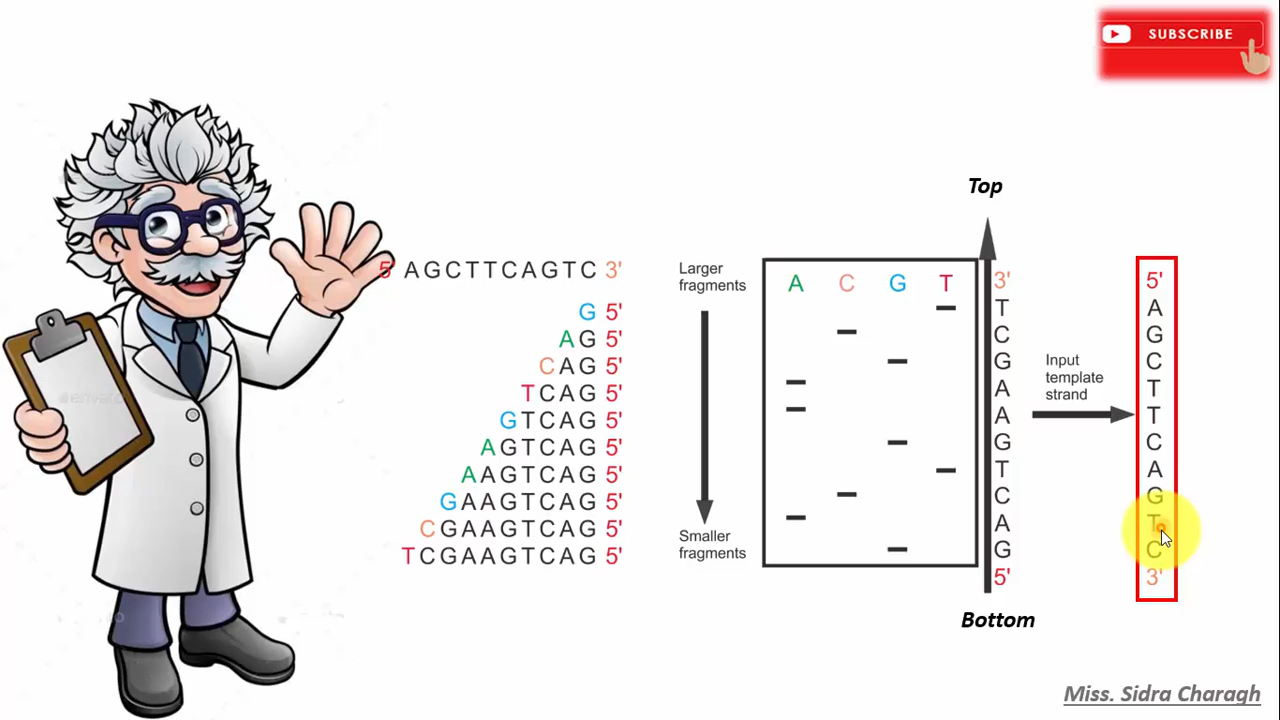 SUBSCRIBE
Top
5' AGCTTCAGTC 3'
G 5'
AG 5'
CAG 5'
TCAG 5'
GTCAG 5'
AGTCAG 5'
AAGTCAG 5'
GAAGTCAG 5'
CGAAGTCAG 5'
TCGAAGTCAG 5'
Larger
fragments
Smaller
fragments
A C G T
3'
T
C
G
A
A
G
T
C
A
G
5'
Bottom
Input
template
strand
5'
A
G
C
T
T
C
A
G
T
C
3'
Miss. Sidra Charagh